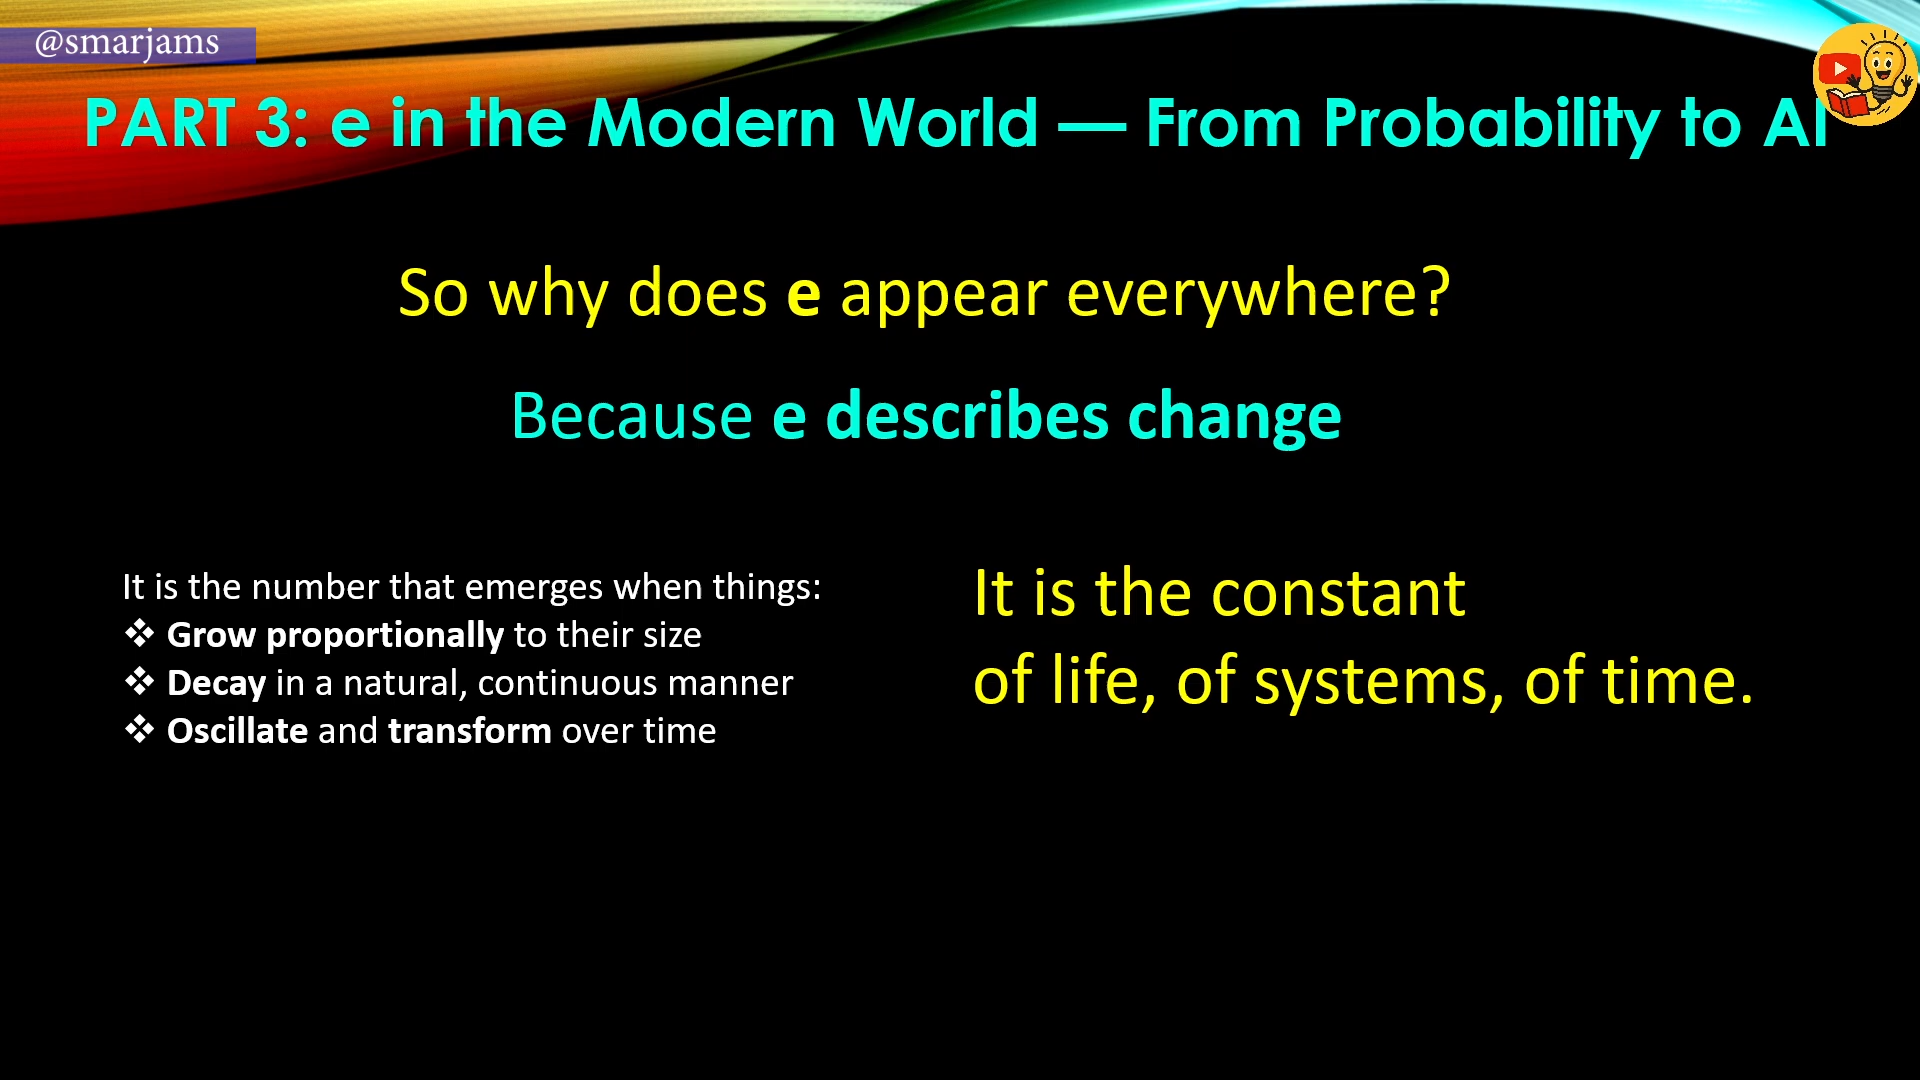 @smarjams
PART 3: e in the Modern World — From Probability to AI
So why does e appear everywhere?
Because e describes change
It is the number that emerges when things:
❖ Grow proportionally to their size
❖ Decay in a natural, continuous manner
❖ Oscillate and transform over time
It is the constant
of life, of systems, of time.